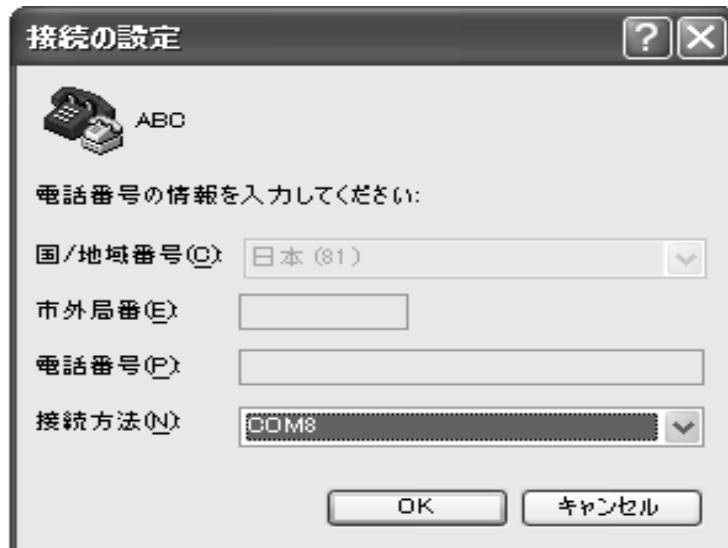 接続の設定
ABC
電話番号の情報を入力してください:
国/地域番号(C): 日本 (81)
市外局番(E):
電話番号(P):
接続方法(N): COM8
OK キャンセル